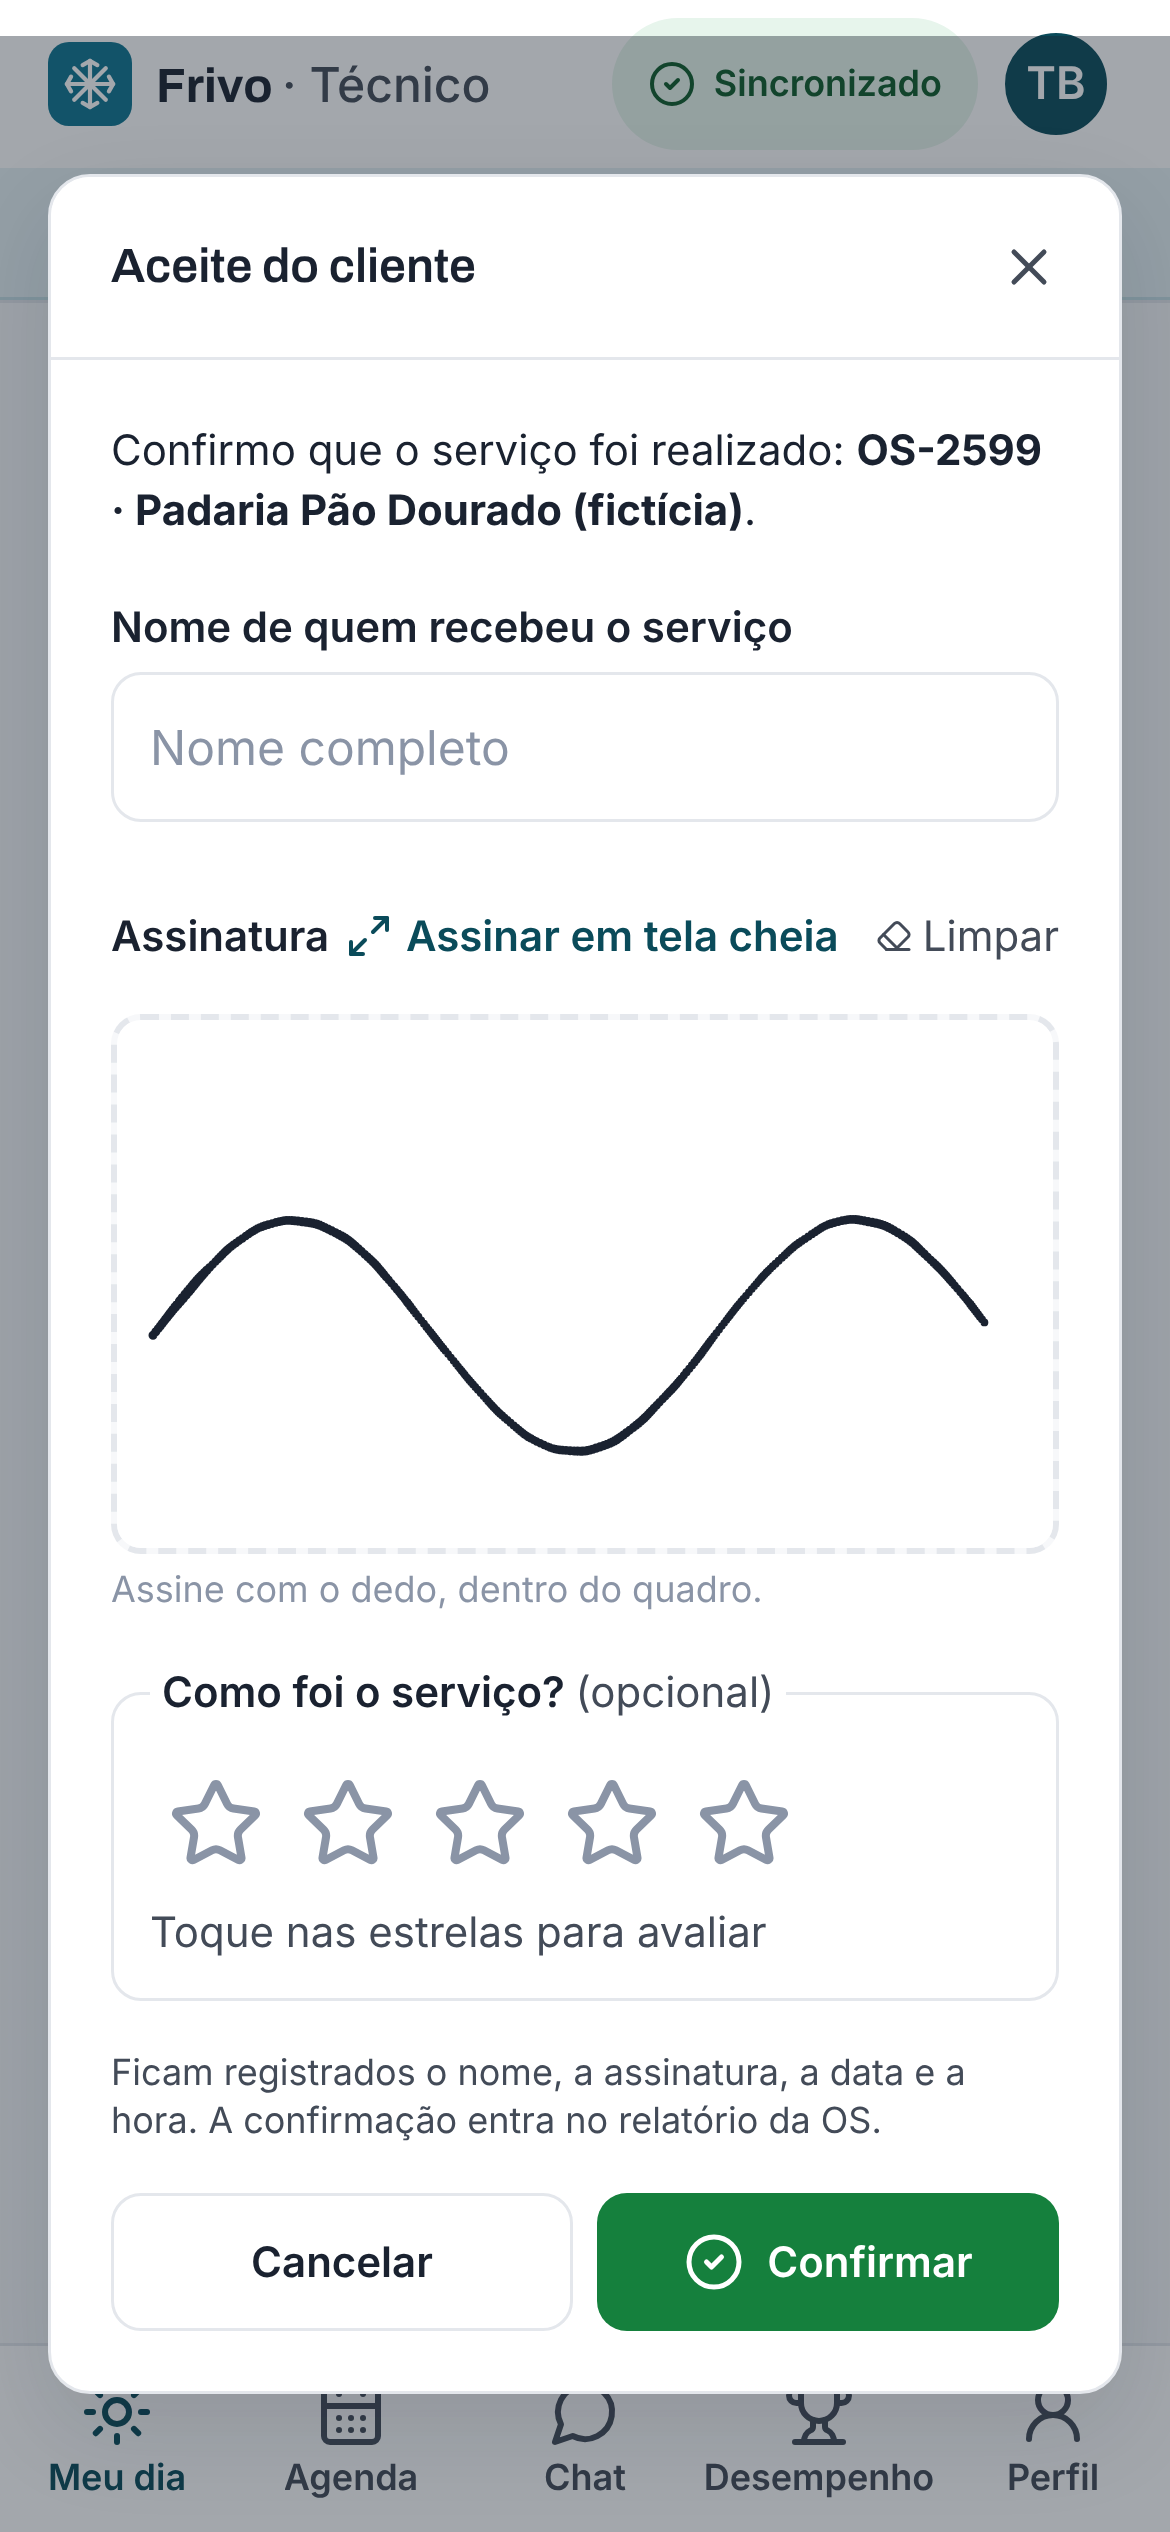 Frivo · Técnico
Sincronizado
TB
Aceite do cliente
Confirmo que o serviço foi realizado: OS-2599
· Padaria Pão Dourado (fictícia).
Nome de quem recebeu o serviço
Nome completo
Assinatura
Assinar em tela cheia
Limpar
Assine com o dedo, dentro do quadro.
Como foi o serviço? (opcional)
Toque nas estrelas para avaliar
Ficam registrados o nome, a assinatura, a data e a
hora. A confirmação entra no relatório da OS.
Cancelar
Confirmar
Meu dia
Agenda
Chat
Desempenho
Perfil